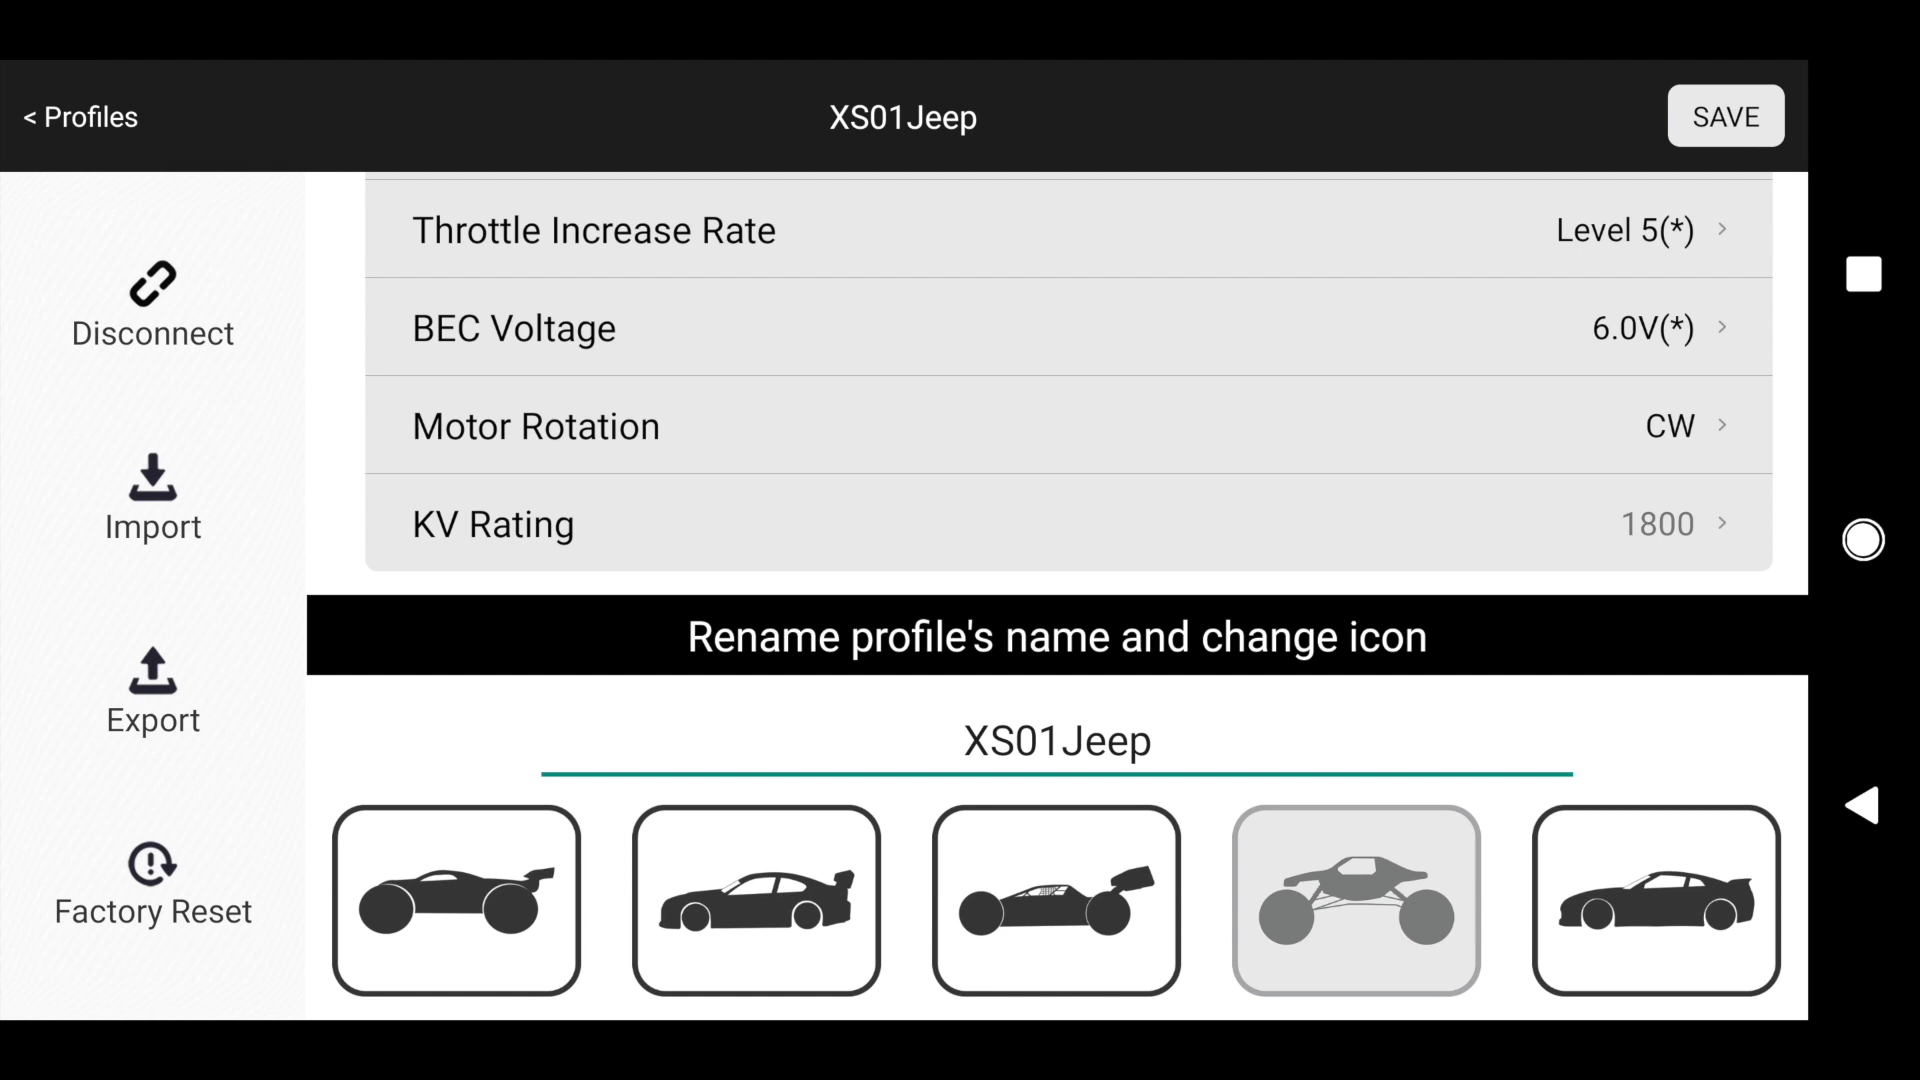 < Profiles
XS01Jeep
SAVE
Disconnect
Import
Export
Factory Reset
Throttle Increase Rate
Level 5(*)
BEC Voltage
6.0V(*)
Motor Rotation
CW
KV Rating
1800
Rename profile's name and change icon
XS01Jeep